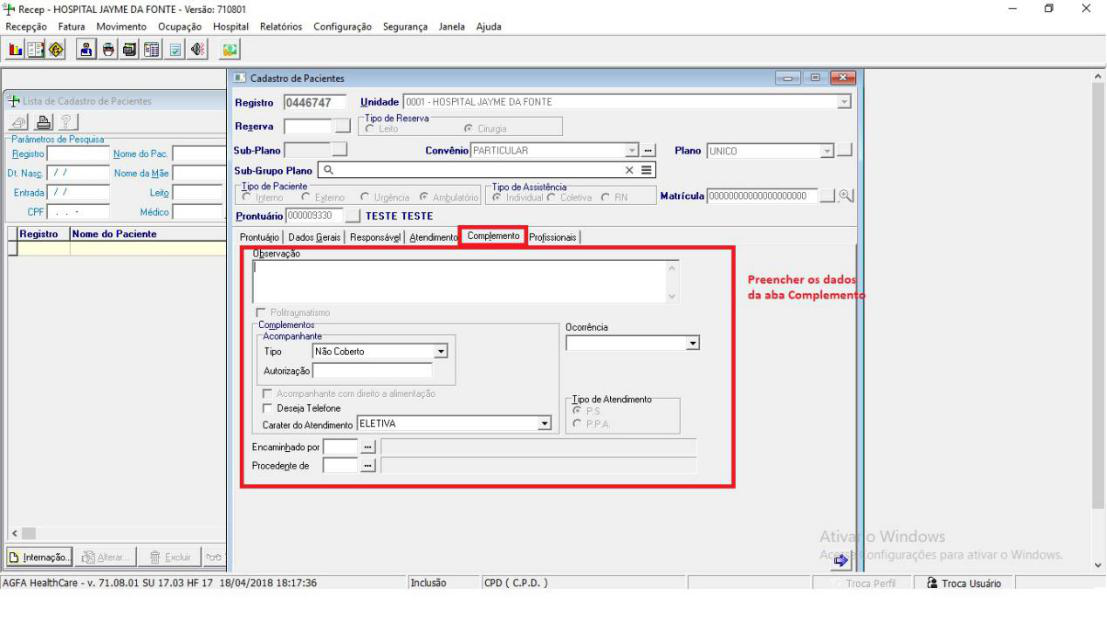 Recep - HOSPITAL JAYME DA FONTE - Versão: 710801
Recepção Fatura Movimento Ocupação Hospital Relatórios Configuração Segurança Janela Ajuda
Cadastro de Pacientes
Lista de Cadastro de Pacientes
Parâmetros de Pesquisa
Registro Nome do Pac.
Dt. Nasc. / / Nome da Mãe
Entrada / / Leito
CPF . . - Médico
Registro Nome do Paciente
Registro 0446747 Unidade 0001 - HOSPITAL JAYME DA FONTE
Reserva Tipo de Reserva
Leito Cirurgia
Sub-Plano Convênio PARTICULAR Plano UNICO
Sub-Grupo Plano
Tipo de Paciente Tipo de Assistência
Interno Externo Urgência Ambulatório Individual Coletiva RN Matrícula 00000000000000000000
Prontuário 000009330 TESTE TESTE
Prontuário Dados Gerais Responsável Atendimento Complemento Profissionais
Observação
Preencher os dados
da aba Complemento
Politraumatismo
Complementos
Acompanhante
Ocorrência
Tipo Não Coberto
Autorização
Acompanhante com direito a alimentação
Deseja Telefone
Tipo de Atendimento
P.S.
P.P.A.
Carater do Atendimento ELETIVA
Encaminhado por ...
Procedente de ...
Internação... Alterar... Excluir
Ativar o Windows
Acesse Configurações para ativar o Windows.
AGFA HealthCare - v. 71.08.01 SU 17.03 HF 17 18/04/2018 18:17:36 Inclusão CPD ( C.P.D. ) Troca Perfil Troca Usuário